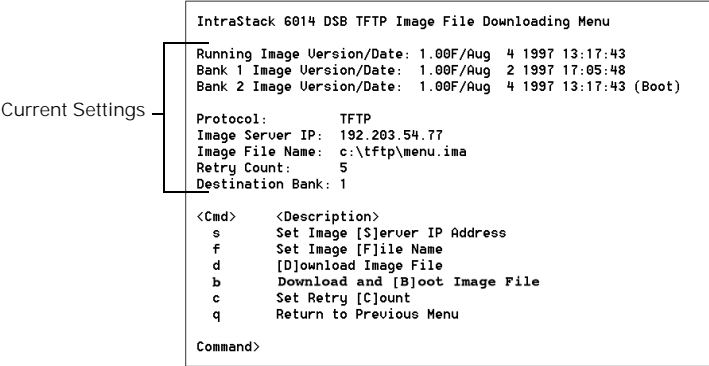 IntraStack 6014 DSB TFTP Image File Downloading Menu
Running Image Version/Date: 1.00F/Aug  4 1997 13:17:43
Bank 1 Image Version/Date:  1.00F/Aug  2 1997 17:05:48
Bank 2 Image Version/Date:  1.00F/Aug  4 1997 13:17:43 (Boot)
Current Settings
Protocol:         TFTP
Image Server IP:  192.203.54.77
Image File Name:  c:\tftp\menu.ima
Retry Count:      5
Destination Bank: 1
<Cmd>     <Description>
s       Set Image [S]erver IP Address
f       Set Image [F]ile Name
d       [D]ownload Image File
b       Download and [B]oot Image File
c       Set Retry [C]ount
q       Return to Previous Menu
Command>